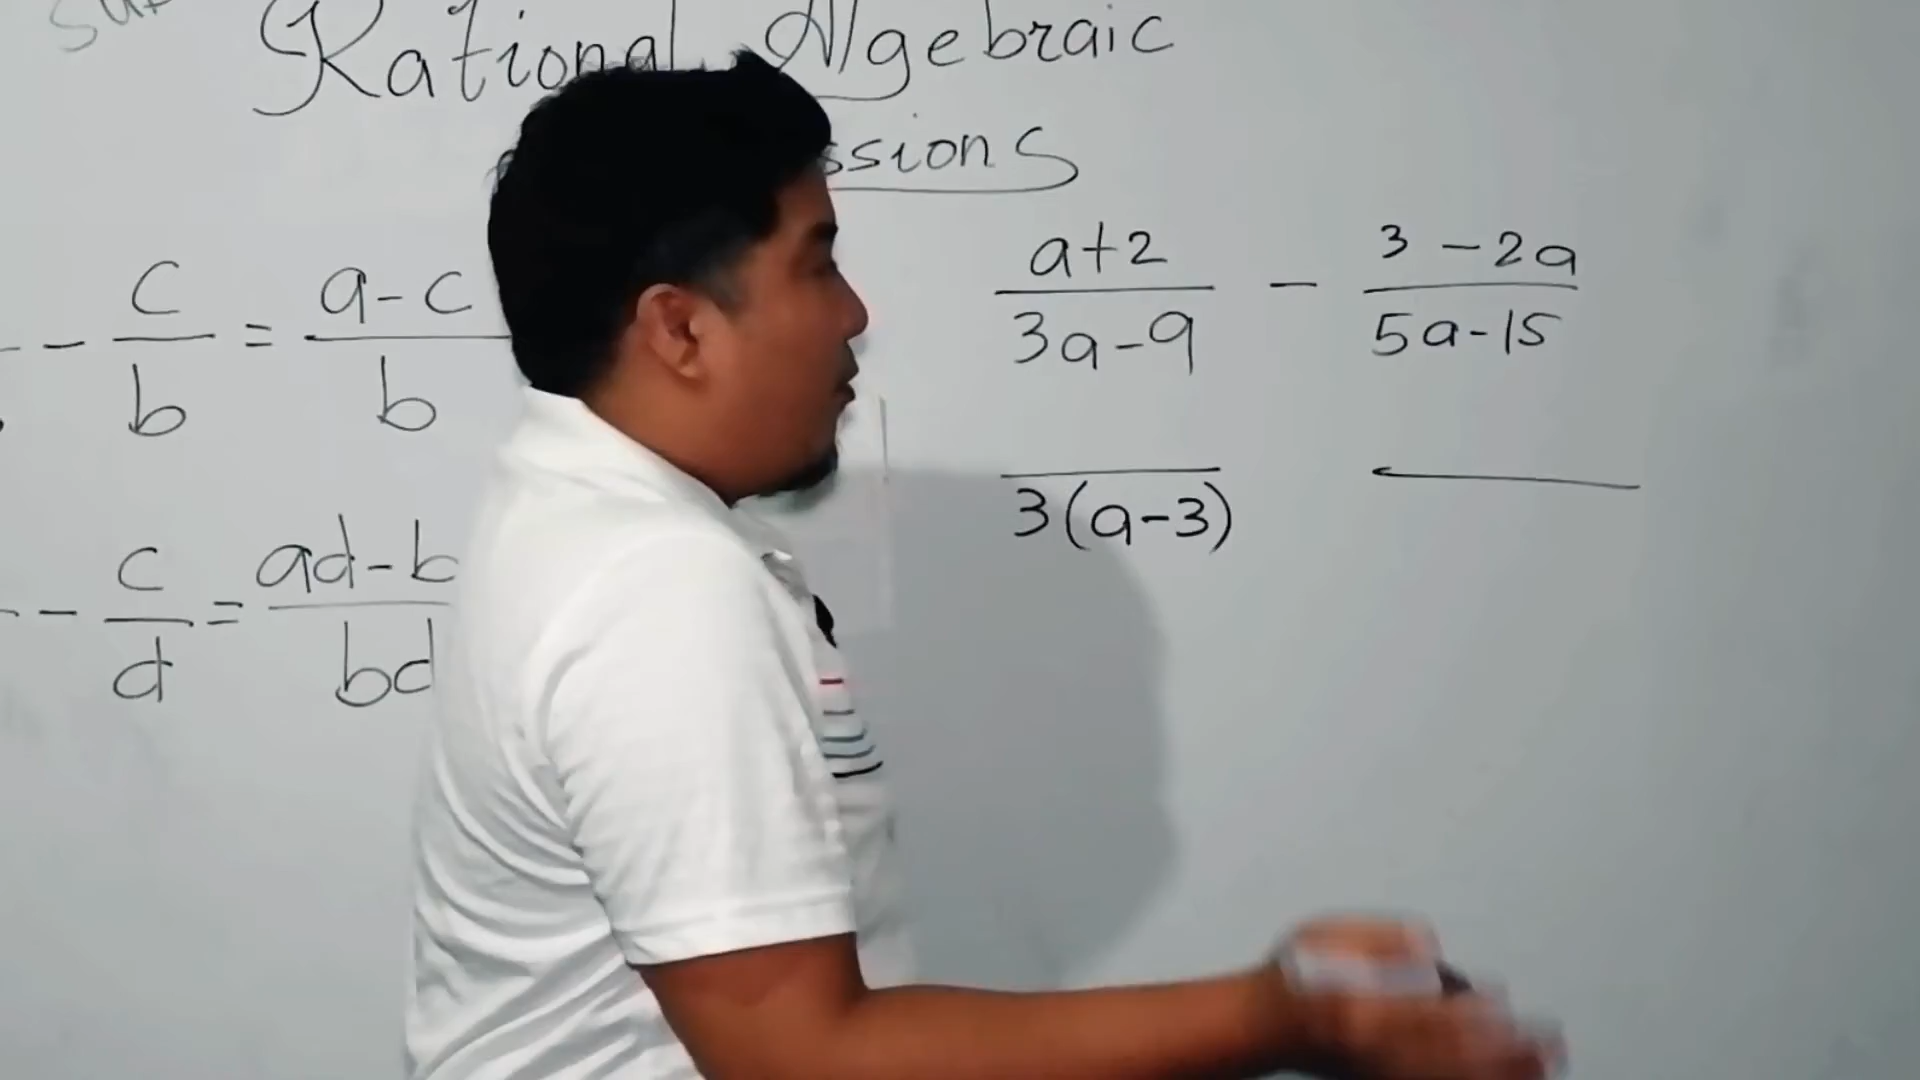 Rational Algebraic
ssions
- c/b = a-c/b
- c/d = ad-b/bd
a+2/3a-9 - 3-2a/5a-15
3(a-3)